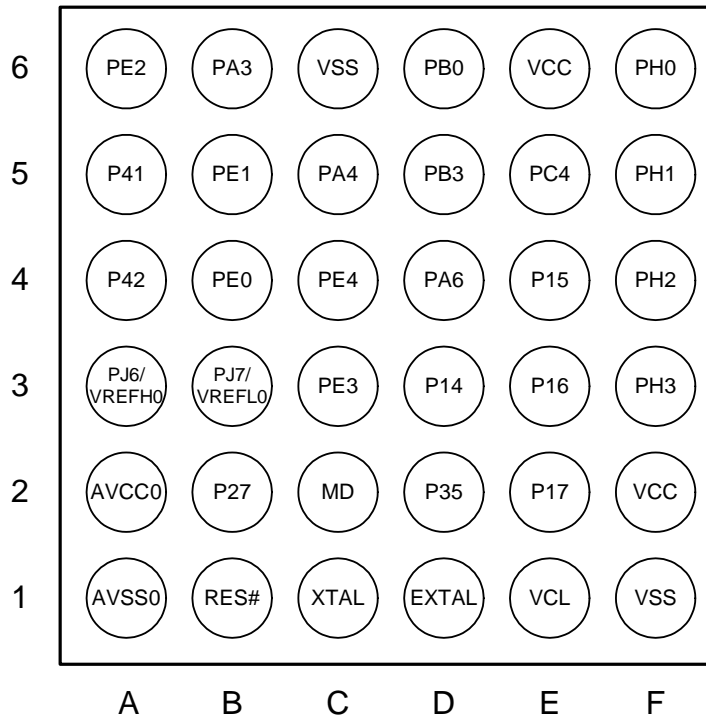 6 PE2 PA3 VSS PB0 VCC PH0
5 P41 PE1 PA4 PB3 PC4 PH1
4 P42 PE0 PE4 PA6 P15 PH2
3 PJ6/VREFH0 PJ7/VREFL0 PE3 P14 P16 PH3
2 AVCC0 P27 MD P35 P17 VCC
1 AVSS0 RES# XTAL EXTAL VCL VSS
A B C D E F